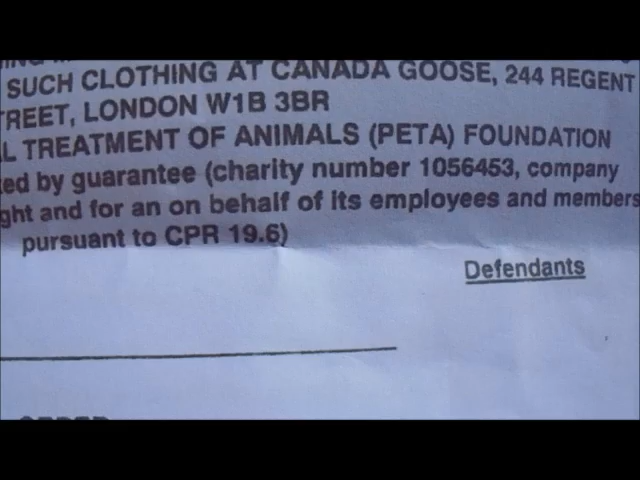 SUCH CLOTHING AT CANADA GOOSE, 244 REGENT
REET, LONDON W1B 3BR
L TREATMENT OF ANIMALS (PETA) FOUNDATION
ed by guarantee (charity number 1056453, company
ght and for an on behalf of its employees and members
pursuant to CPR 19.6)
Defendants